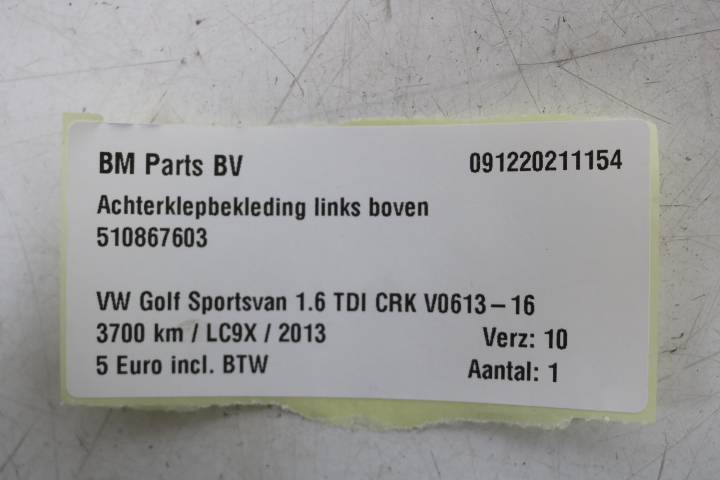 BM Parts BV 091220211154
Achterklepbekleding links boven
510867603
VW Golf Sportsvan 1.6 TDI CRK V0613-16
3700 km / LC9X / 2013 Verz: 10
5 Euro incl. BTW Aantal: 1